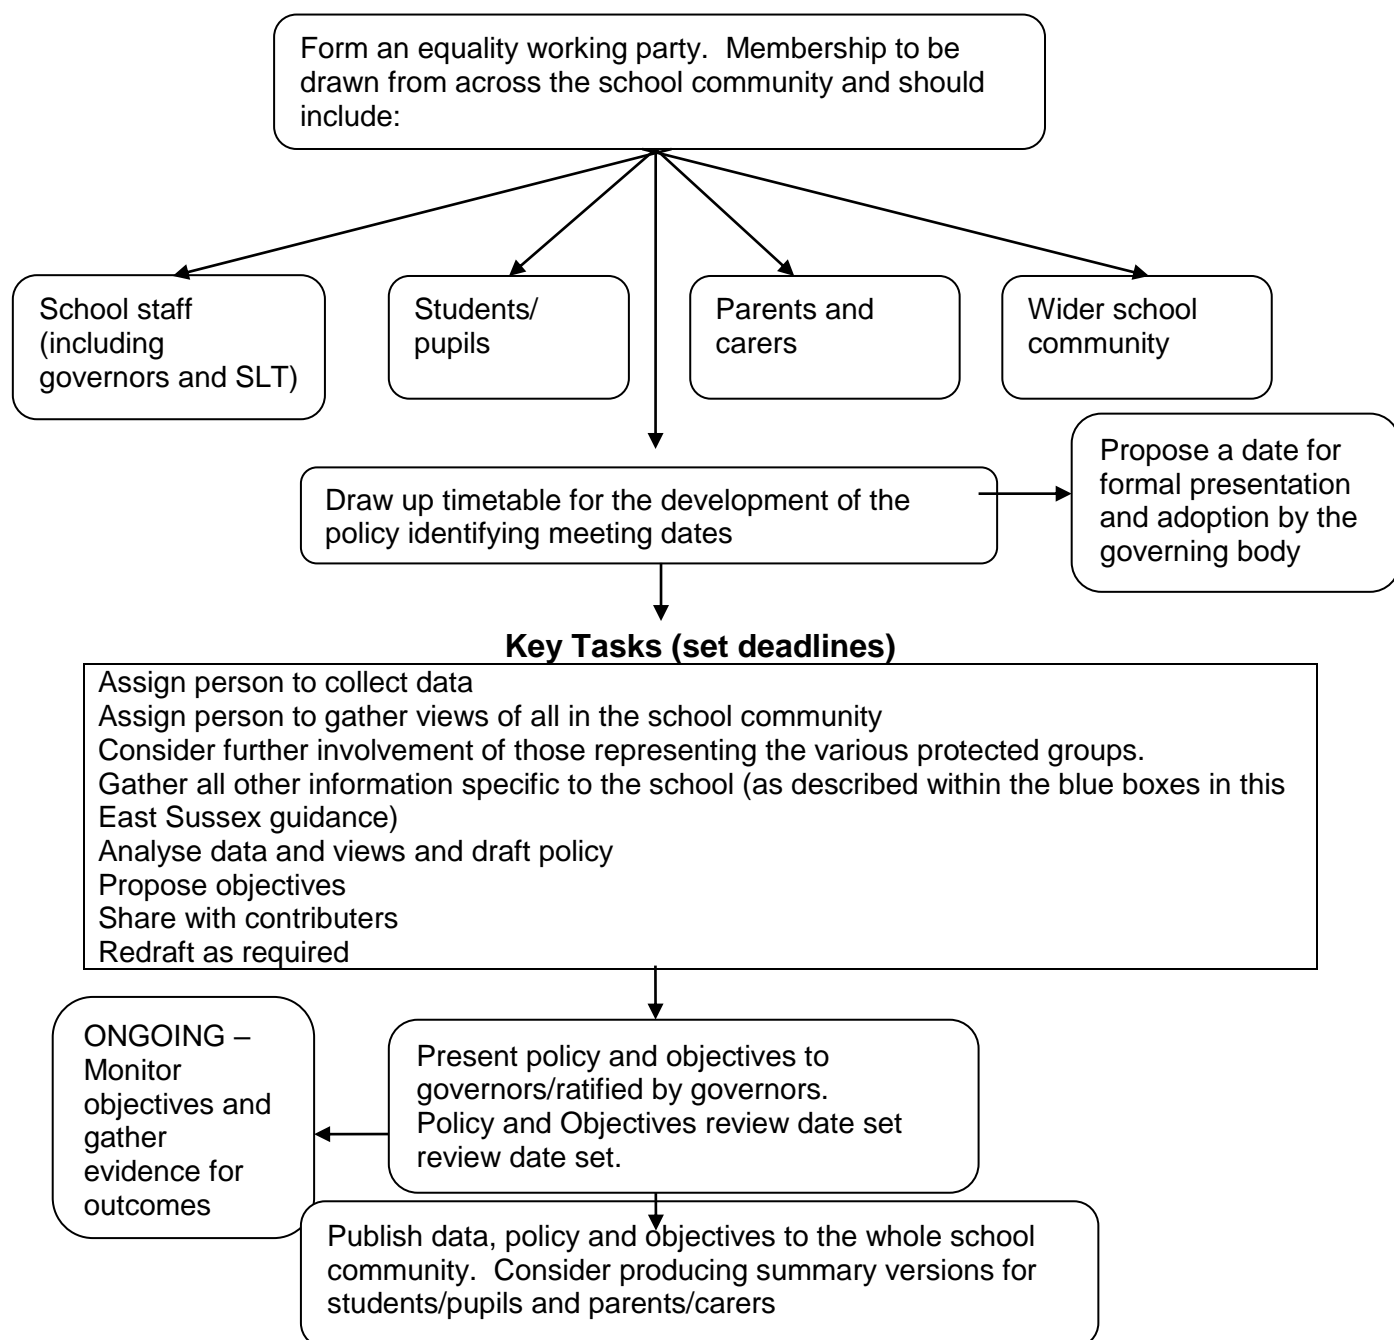 Form an equality working party.  Membership to be
drawn from across the school community and should
include:
School staff
(including
governors and SLT)
Students/
pupils
Parents and
carers
Wider school
community
Propose a date for
formal presentation
and adoption by the
governing body
Draw up timetable for the development of the
policy identifying meeting dates
Key Tasks (set deadlines)
Assign person to collect data
Assign person to gather views of all in the school community
Consider further involvement of those representing the various protected groups.
Gather all other information specific to the school (as described within the blue boxes in this
East Sussex guidance)
Analyse data and views and draft policy
Propose objectives
Share with contributers
Redraft as required
ONGOING –
Monitor
objectives and
gather
evidence for
outcomes
Present policy and objectives to
governors/ratified by governors.
Policy and Objectives review date set
review date set.
Publish data, policy and objectives to the whole school
community.  Consider producing summary versions for
students/pupils and parents/carers